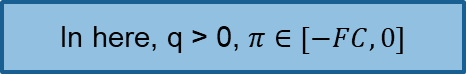 In here, q > 0, π ∈ [−FC, 0]